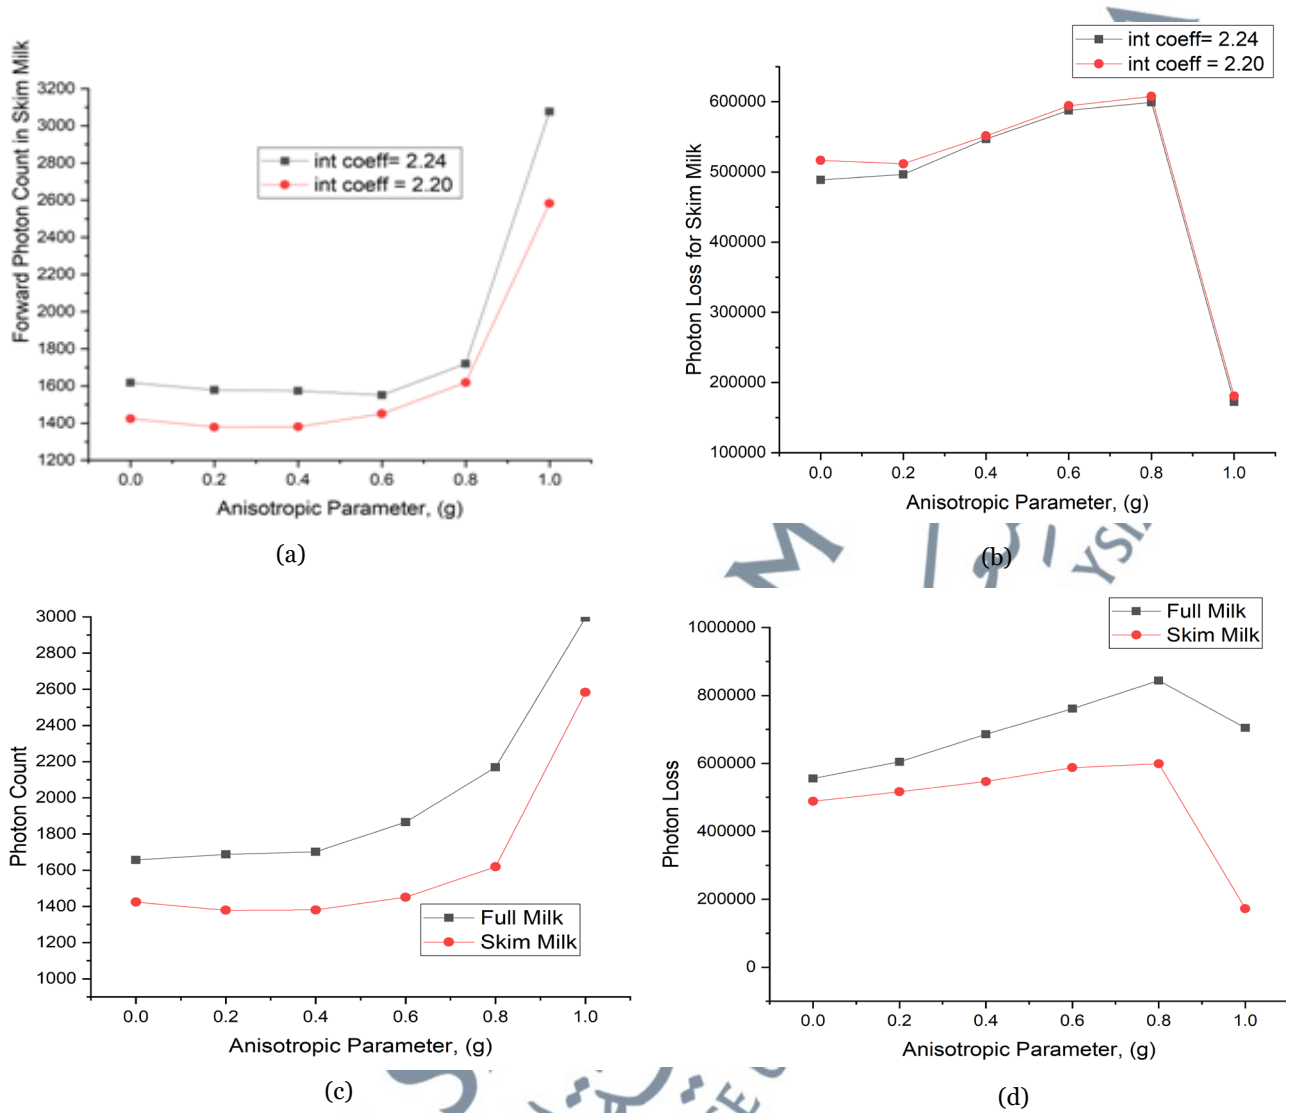 Forward Photon Count in Skim Milk
3200
3000
2800
2600
2400
2200
2000
1800
1600
1400
1200
int coeff= 2.24
int coeff = 2.20
0.0 0.2 0.4 0.6 0.8 1.0
Anisotropic Parameter, (g)
(a)
Photon Loss for Skim Milk
int coeff= 2.24
int coeff = 2.20
600000
500000
400000
300000
200000
100000
0.0 0.2 0.4 0.6 0.8 1.0
Anisotropic Parameter, (g)
(b)
M
YSI
Photon Count
3000
2800
2600
2400
2200
2000
1800
1600
1400
1200
1000
Full Milk
Skim Milk
0.0 0.2 0.4 0.6 0.8 1.0
Anisotropic Parameter, (g)
(c)
Photon Loss
Full Milk
Skim Milk
1000000
800000
600000
400000
200000
0
0.0 0.2 0.4 0.6 0.8 1.0
Anisotropic Parameter, (g)
(d)